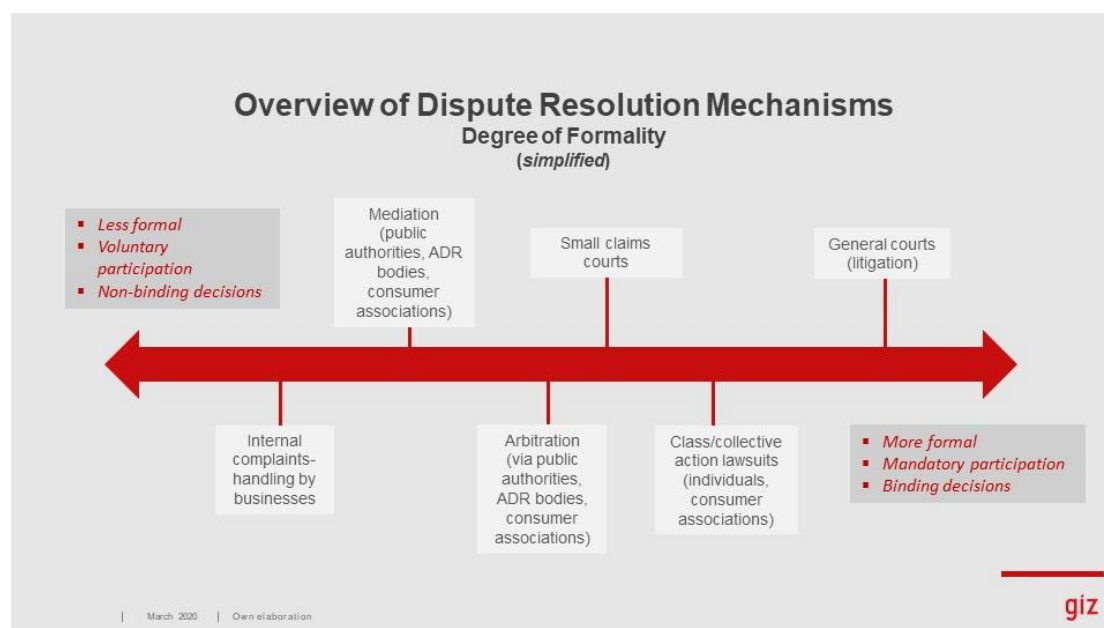 Overview of Dispute Resolution Mechanisms
Degree of Formality
(simplified)
▪ Less formal
▪ Voluntary
participation
▪ Non-binding decisions
Mediation
(public
authorities, ADR
bodies,
consumer
associations)
Small claims
courts
General courts
(litigation)
Internal
complaints-
handling by
businesses
Arbitration
(via public
authorities,
ADR bodies,
consumer
associations)
Class/collective
action lawsuits
(individuals,
consumer
associations)
▪ More formal
▪ Mandatory participation
▪ Binding decisions
| March 2020 | Own elaboration
giz